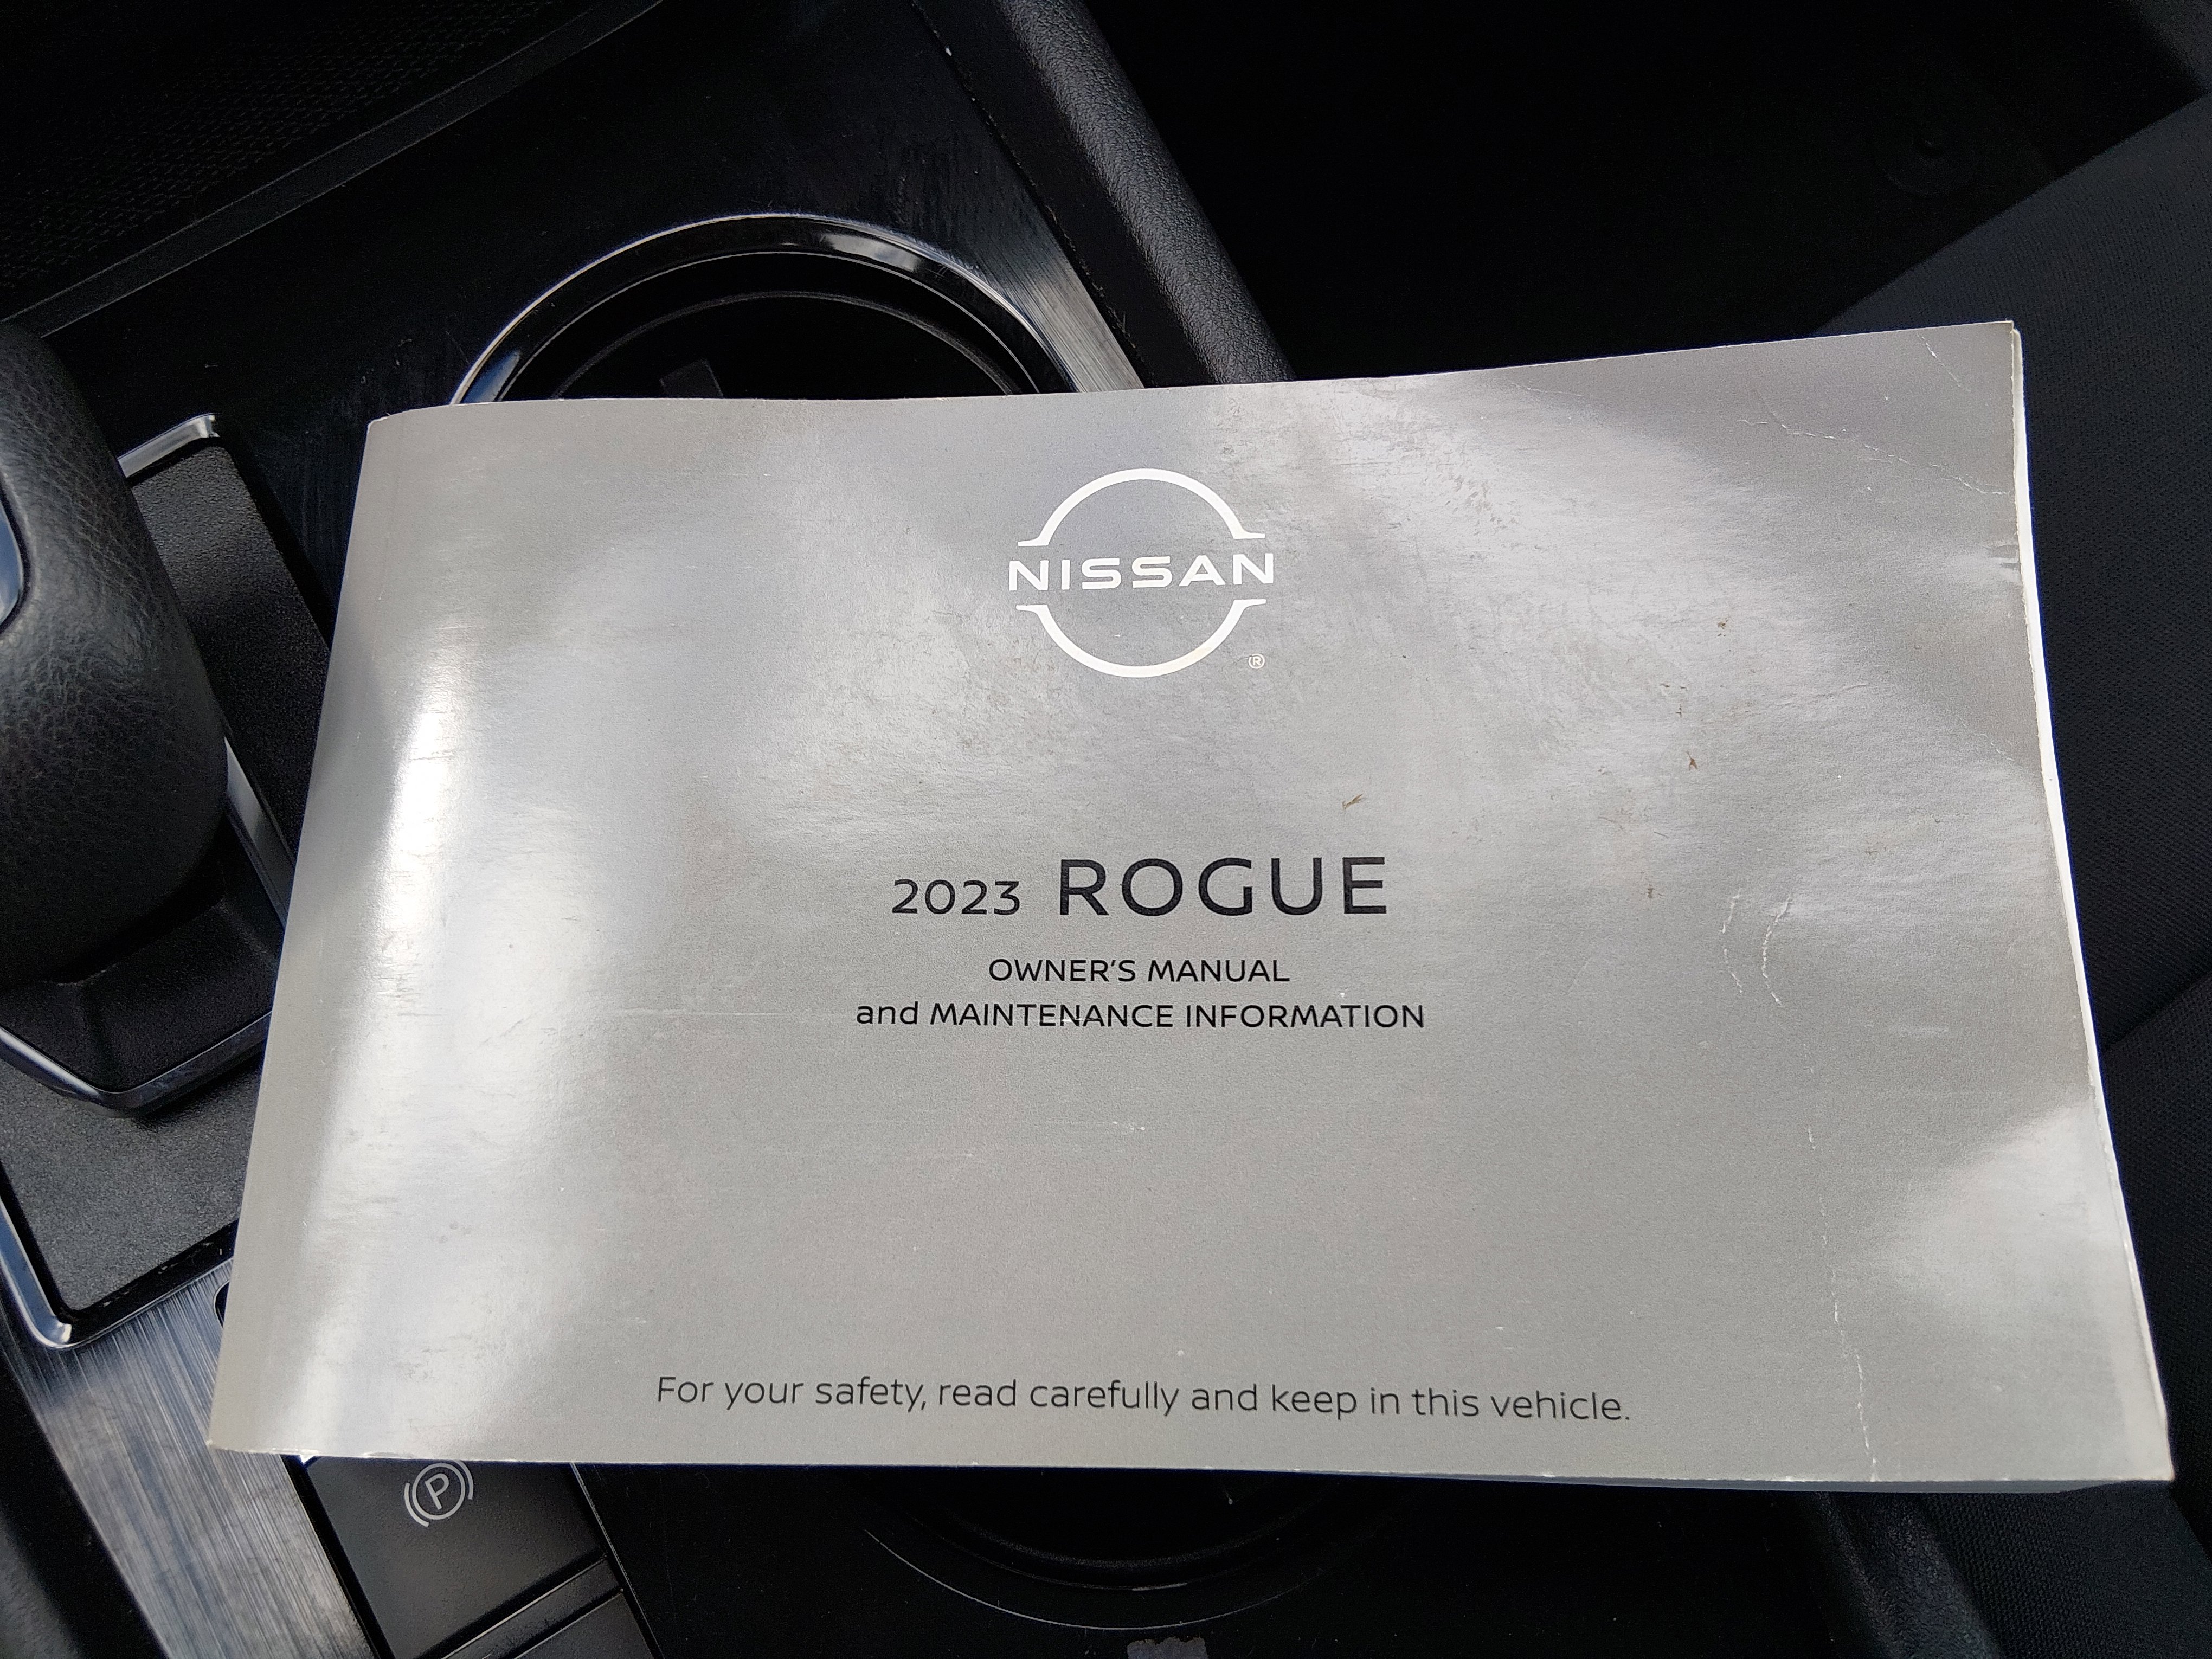 NISSAN
®
2023 ROGUE
OWNER'S MANUAL
and MAINTENANCE INFORMATION
For your safety, read carefully and keep in this vehicle.
P